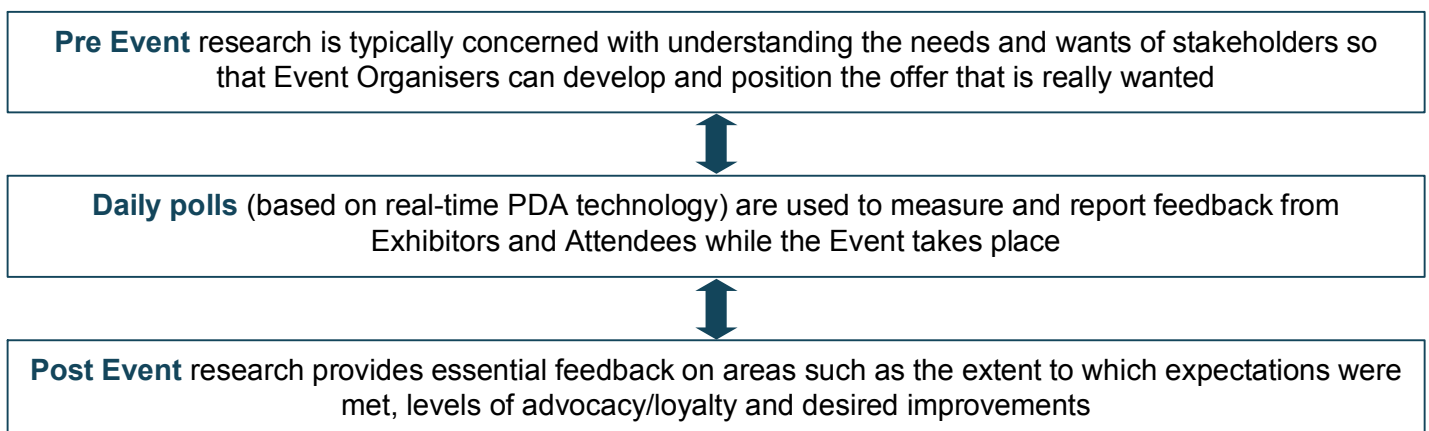 Pre Event research is typically concerned with understanding the needs and wants of stakeholders so
that Event Organisers can develop and position the offer that is really wanted
Daily polls (based on real-time PDA technology) are used to measure and report feedback from
Exhibitors and Attendees while the Event takes place
Post Event research provides essential feedback on areas such as the extent to which expectations were
met, levels of advocacy/loyalty and desired improvements